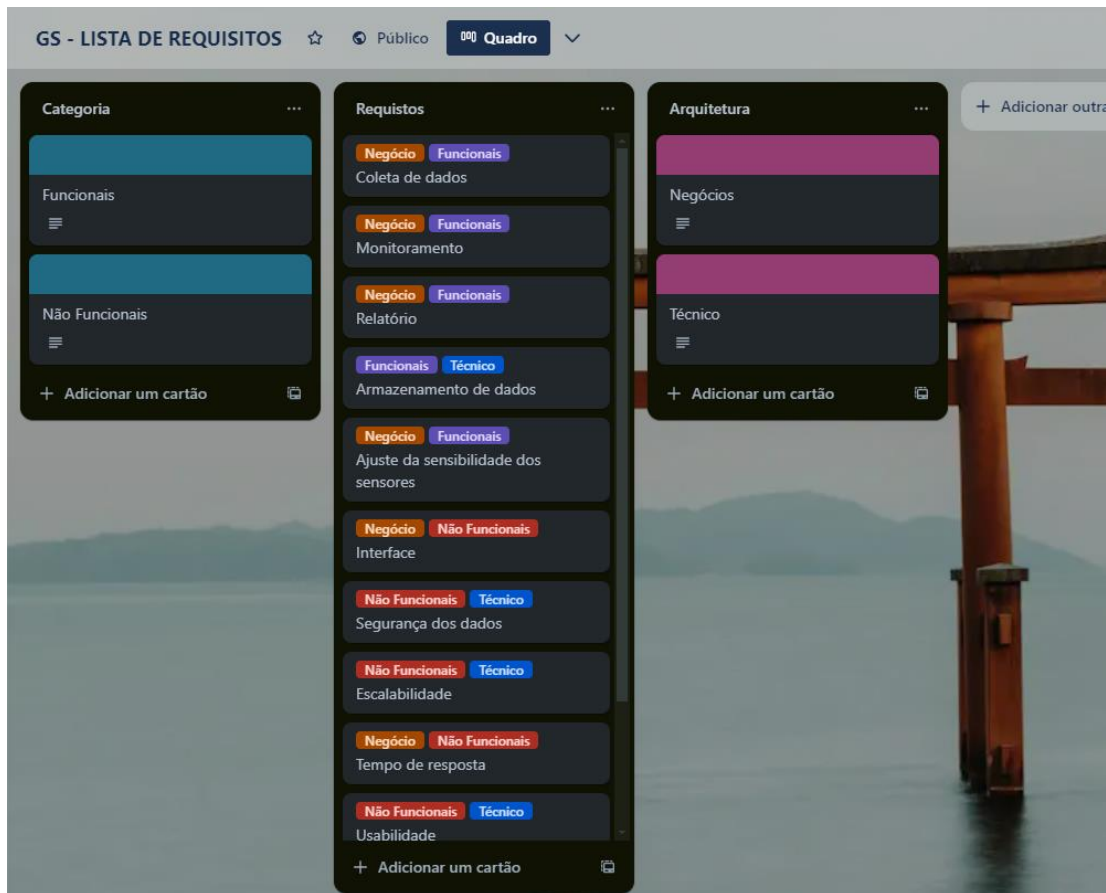 GS - LISTA DE REQUISITOS
Público
Quadro
Categoria
Funcionais
Não Funcionais
+ Adicionar um cartão
Requistos
Negócio Funcionais
Coleta de dados
Negócio Funcionais
Monitoramento
Negócio Funcionais
Relatório
Funcionais Técnico
Armazenamento de dados
Negócio Funcionais
Ajuste da sensibilidade dos
sensores
Negócio Não Funcionais
Interface
Não Funcionais Técnico
Segurança dos dados
Não Funcionais Técnico
Escalabilidade
Negócio Não Funcionais
Tempo de resposta
Não Funcionais Técnico
Usabilidade
+ Adicionar um cartão
Arquitetura
Negócios
Técnico
+ Adicionar um cartão
+ Adicionar outra